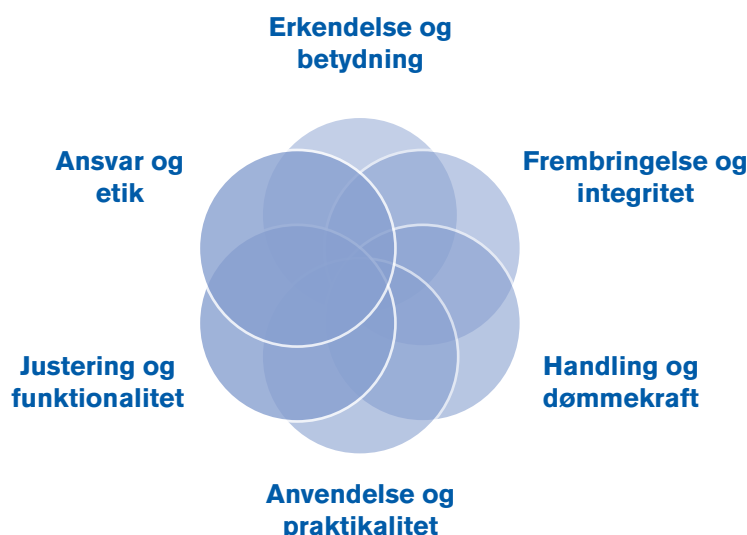 Erkendelse og
betydning
Ansvar og
etik
Frembringelse og
integritet
Justering og
funktionalitet
Handling og
dømmekraft
Anvendelse og
praktikalitet